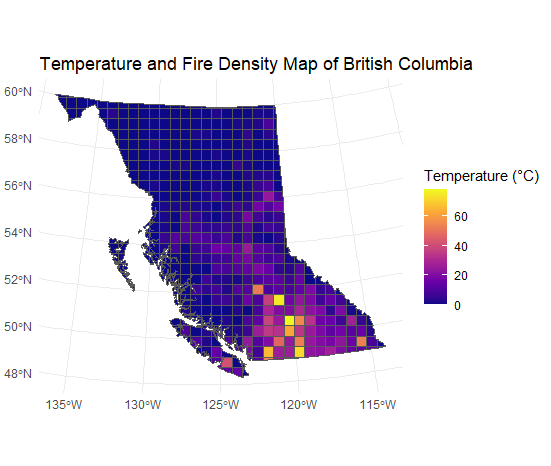 Temperature and Fire Density Map of British Columbia
60°N
58°N
56°N
54°N
52°N
50°N
48°N
135°W 130°W 125°W 120°W 115°W
Temperature (°C)
60
40
20
0